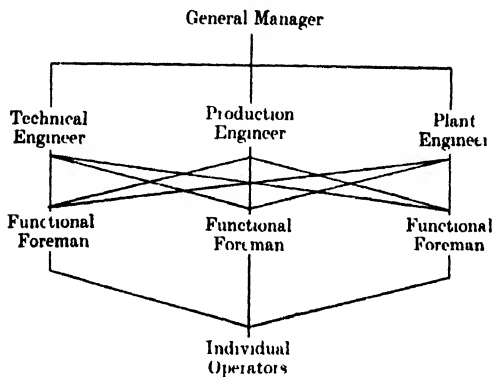 General Manager
Technical
Engineer
Production
Engineer
Plant
Engineer
Functional
Foreman
Functional
Foreman
Functional
Foreman
Individual
Operators